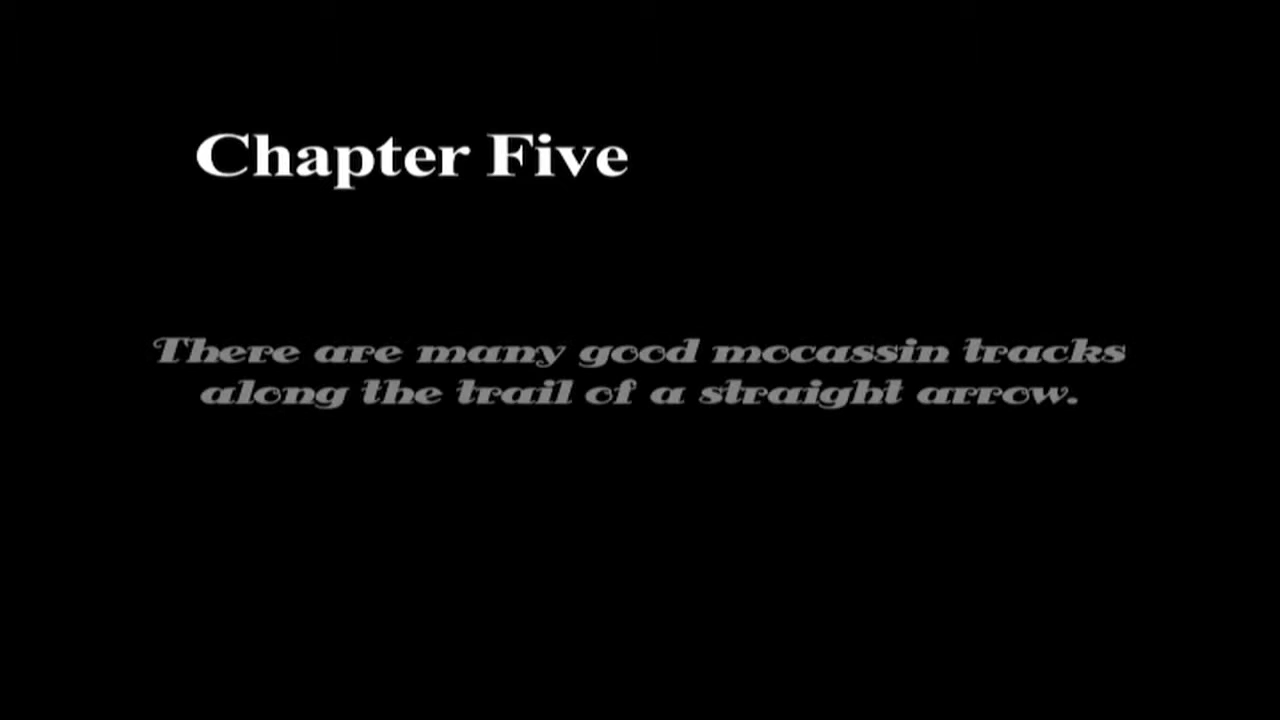 Chapter Five
There are many good mocassin tracks
along the trail of a straight arrow.